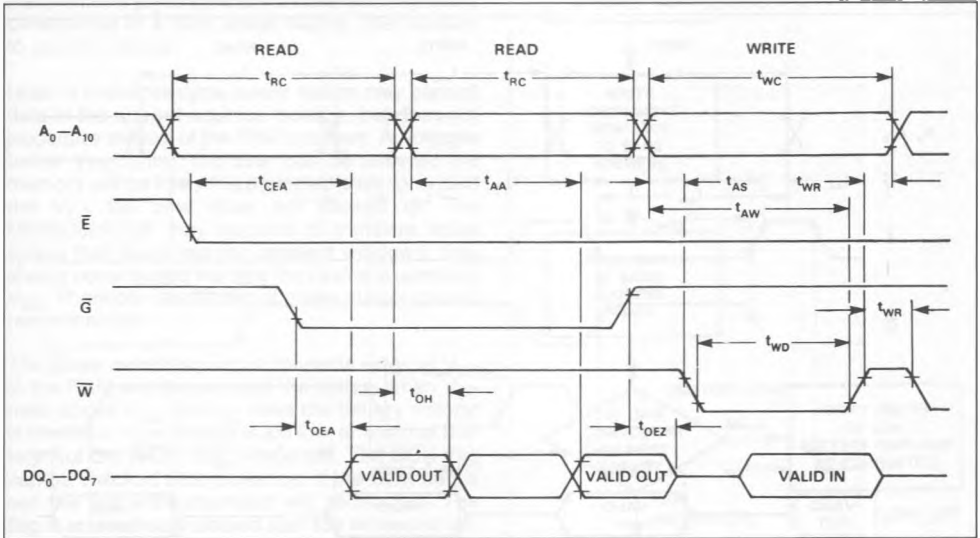 READ READ WRITE
tRC tRC tWC
A0—A10
tCEA tAA tAS tWR
tAW
E̅
G̅
tWR
tWD
W̅
tOH
tOEA tOEZ
DQ0—DQ7 VALID OUT VALID OUT VALID IN